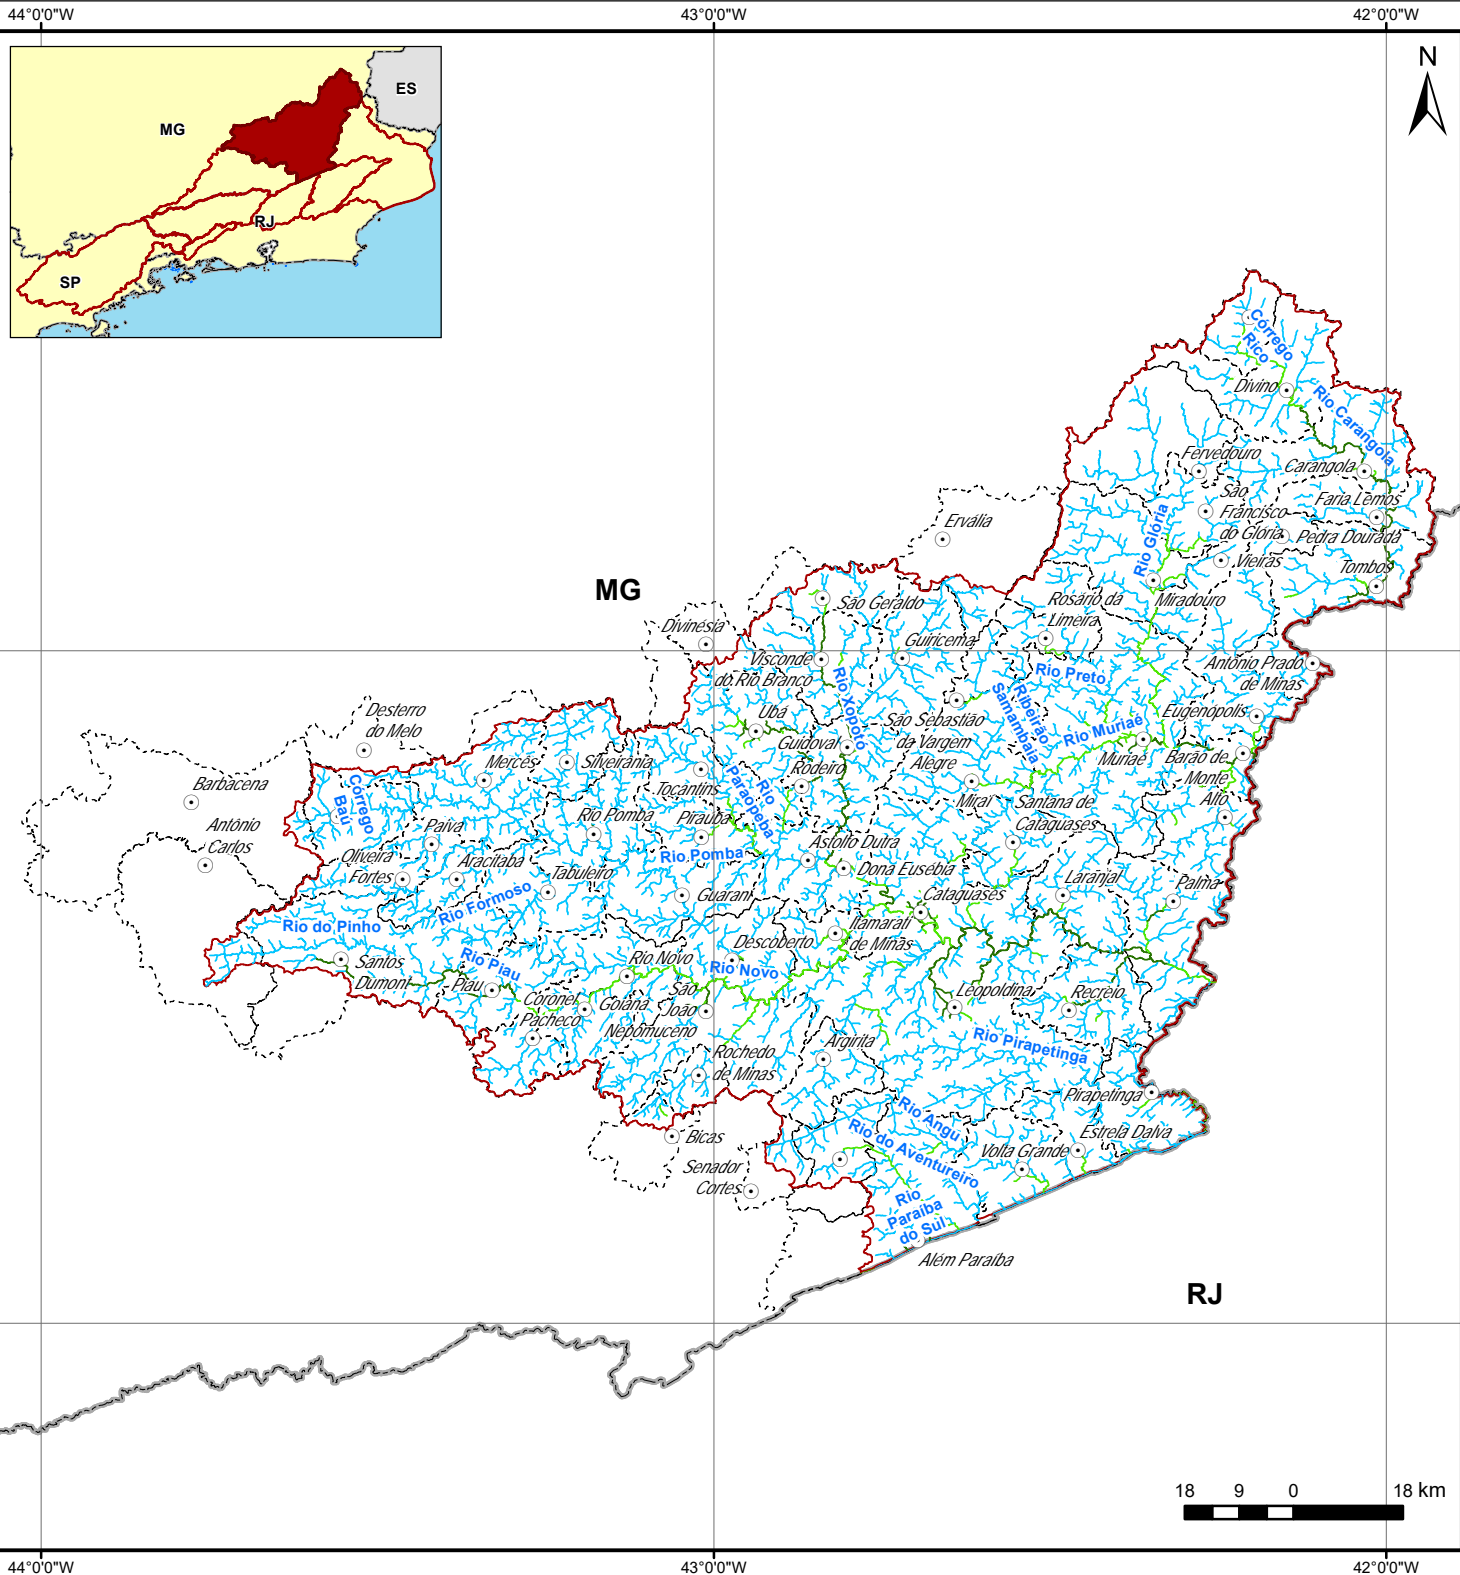 44°0'0"W
43°0'0"W
42°0'0"W
N
ES
MG
RJ
SP
Córrego
Rico
Divino
Rio Carangola
Fervedouro
Carangola
São
Francisco
do Glória
Faria Lemos
Ervália
Rio Glória
Pedra Dourada
Vieiras
Tombos
MG
São Geraldo
Rosário da
Limeira
Miradouro
Divinésia
Guiricema
Visconde
do Rio Branco
Rio Xopotó
Rio Preto
Antônio Prado
de Minas
Ribeirão
Samambaia
Desterro
do Melo
Ubá
São Sebastião
da Vargem
Alegre
Eugenópolis
Rio Muriaé
Guidoval
Muriaé
Barão de
Monte
Alto
Mercês
Silveirânia
Rodeiro
Barbacena
Córrego
Baú
Tocantins
Rio
Paraopeba
Miraí
Santana de
Cataguases
Antônio
Carlos
Paiva
Rio Pomba
Piraúba
Oliveira
Fortes
Aracitaba
Rio Pomba
Astolfo Dutra
Tabuleiro
Dona Eusébia
Laranjal
Palma
Rio Formoso
Guarani
Cataguases
Rio do Pinho
Itamarati
de Minas
Descoberto
Santos
Dumont
Rio Piau
Rio Novo
Rio Novo
Piau
São
João
Nepomuceno
Leopoldina
Recreio
Coronel
Pacheco
Goianá
Rio Pirapetinga
Argirita
Rochedo
de Minas
Pirapetinga
Rio Angu
Bicas
Rio do Aventureiro
Estrela Dalva
Volta Grande
Senador
Cortes
Rio
Paraíba
do Sul
Além Paraíba
RJ
18 9 0 18 km
44°0'0"W
43°0'0"W
42°0'0"W